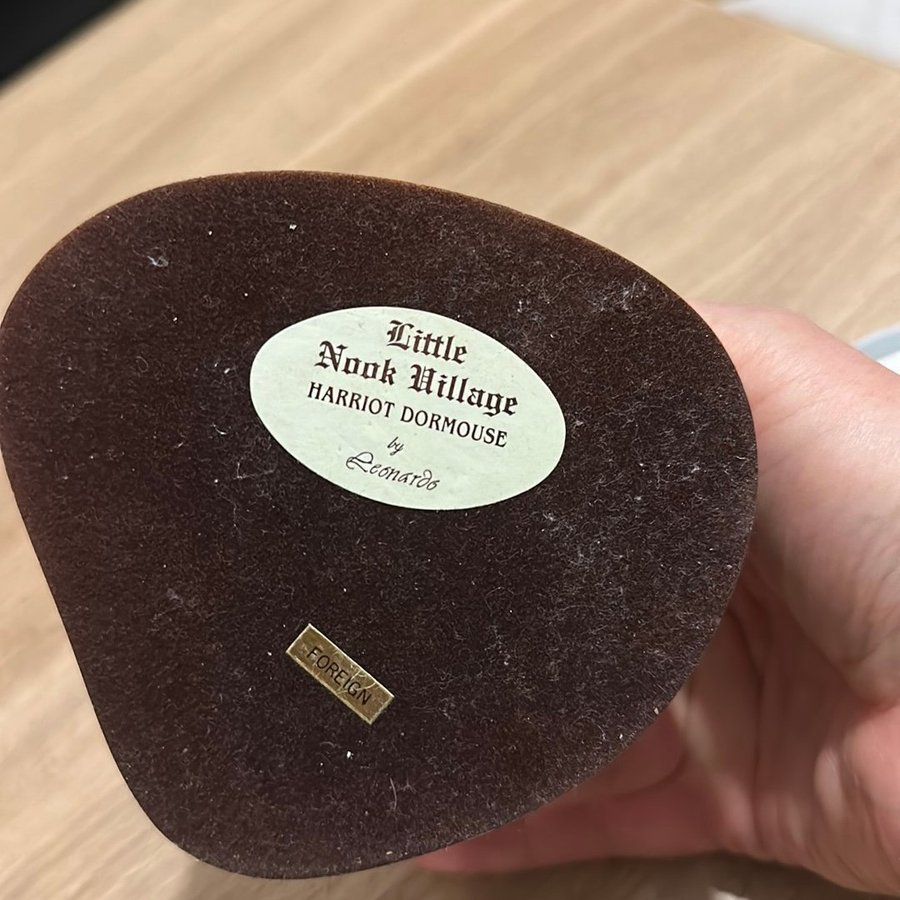 Little
Nook Village
HARRIOT DORMOUSE
by
Leonardo
FOREIGN